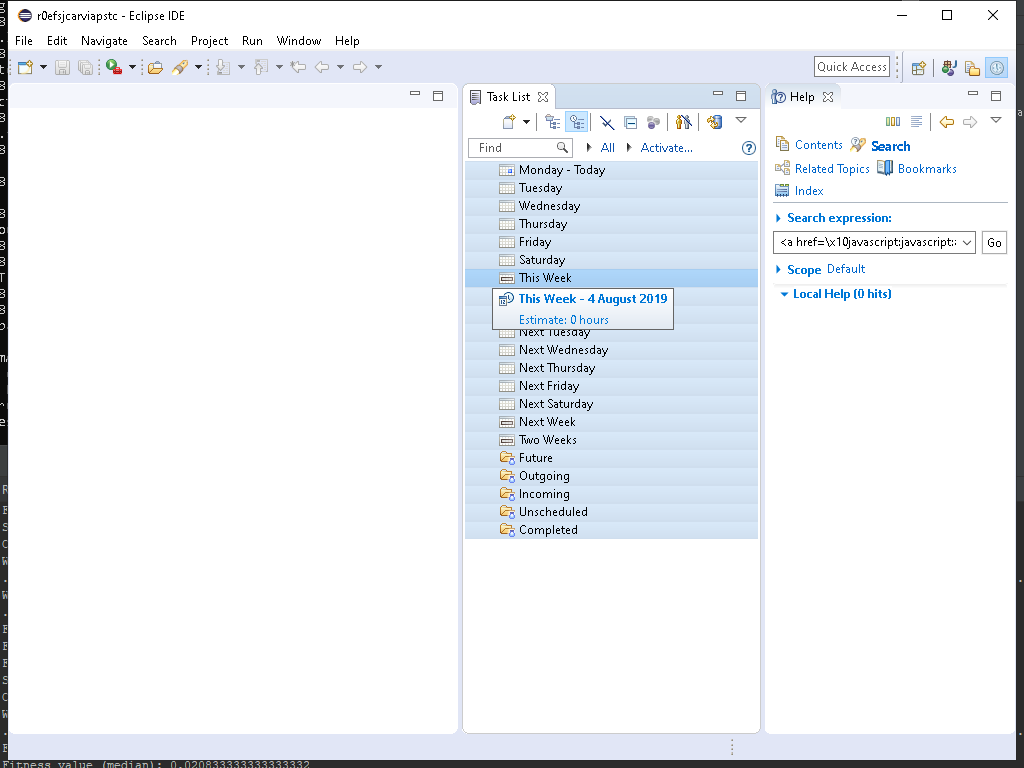 r0efsjcarviapstc - Eclipse IDE
File Edit Navigate Search Project Run Window Help
Quick Access
Task List
Help
Find
All
Activate...
Monday - Today
Tuesday
Wednesday
Thursday
Friday
Saturday
This Week
This Week - 4 August 2019
Estimate: 0 hours
Next Tuesday
Next Wednesday
Next Thursday
Next Friday
Next Saturday
Next Week
Two Weeks
Future
Outgoing
Incoming
Unscheduled
Completed
Contents
Search
Related Topics
Bookmarks
Index
Search expression:
<a href=\x10javascript:javascript:
Go
Scope Default
Local Help (0 hits)
Fitness value (median): 0.020833333333333332